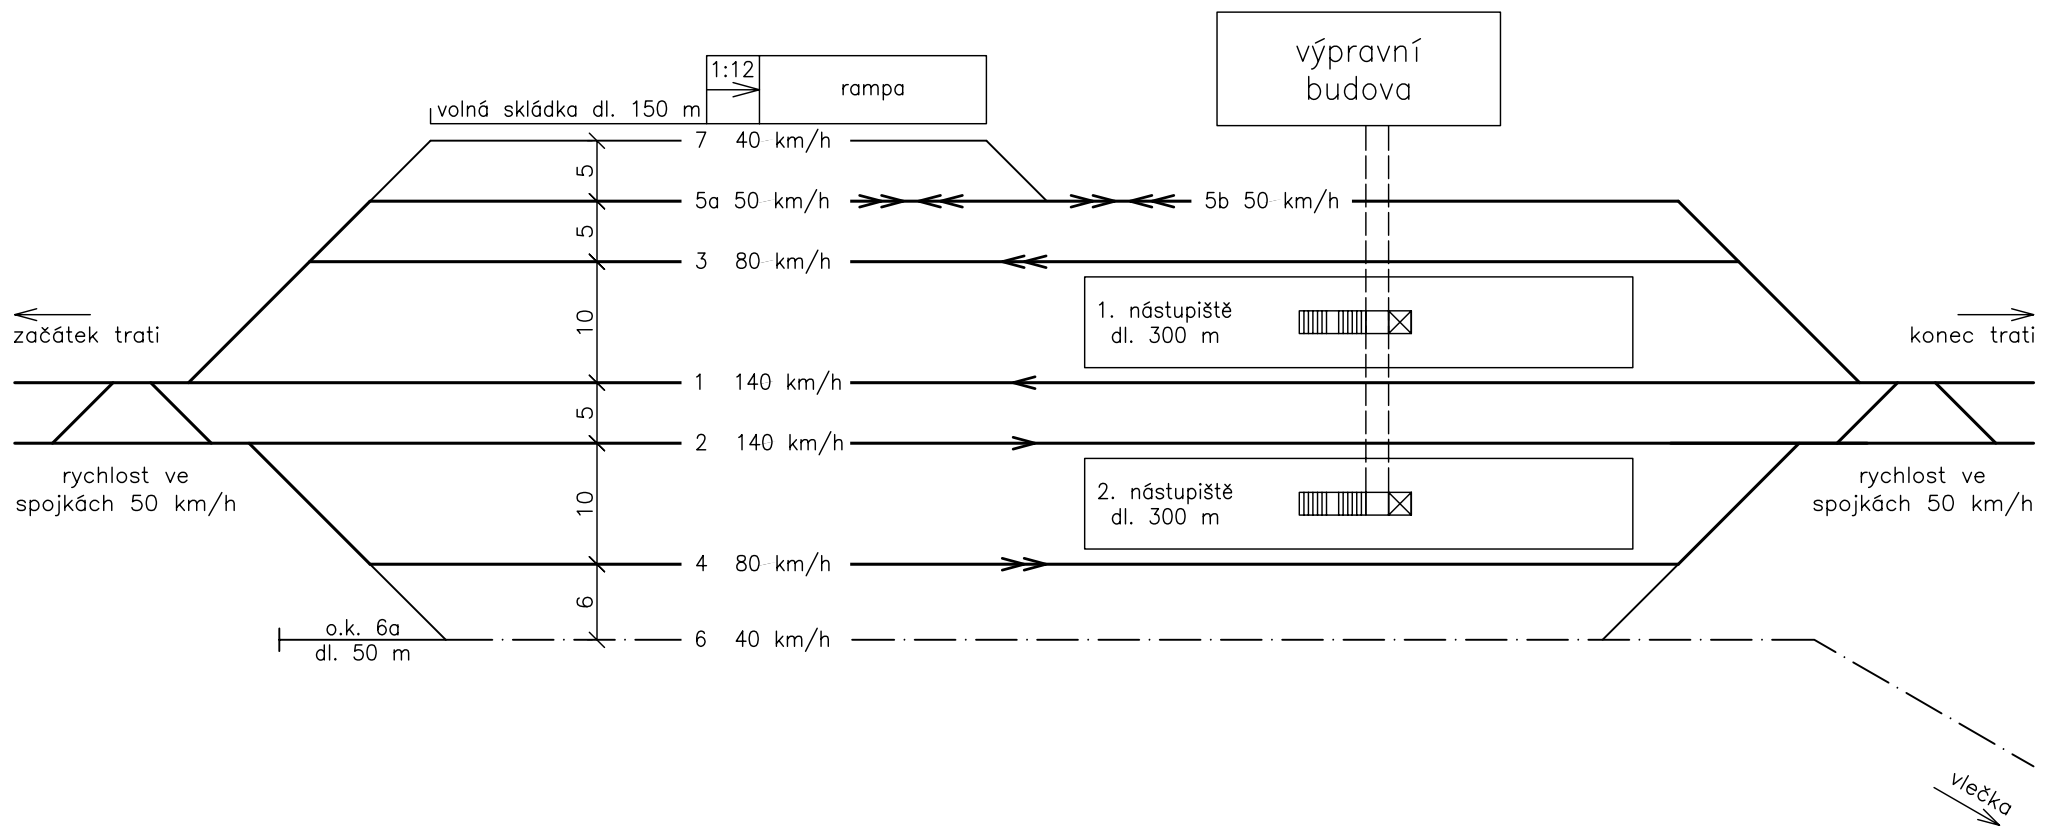 výpravní
budova
1:12
rampa
volná skládka dl. 150 m
7 40 km/h
5
5a 50 km/h
5b 50 km/h
5
3 80 km/h
1. nástupiště
dl. 300 m
10
začátek trati
konec trati
1 140 km/h
5
2 140 km/h
rychlost ve
spojkách 50 km/h
rychlost ve
spojkách 50 km/h
2. nástupiště
dl. 300 m
10
4 80 km/h
6
o.k. 6a
dl. 50 m
6 40 km/h
vlečka